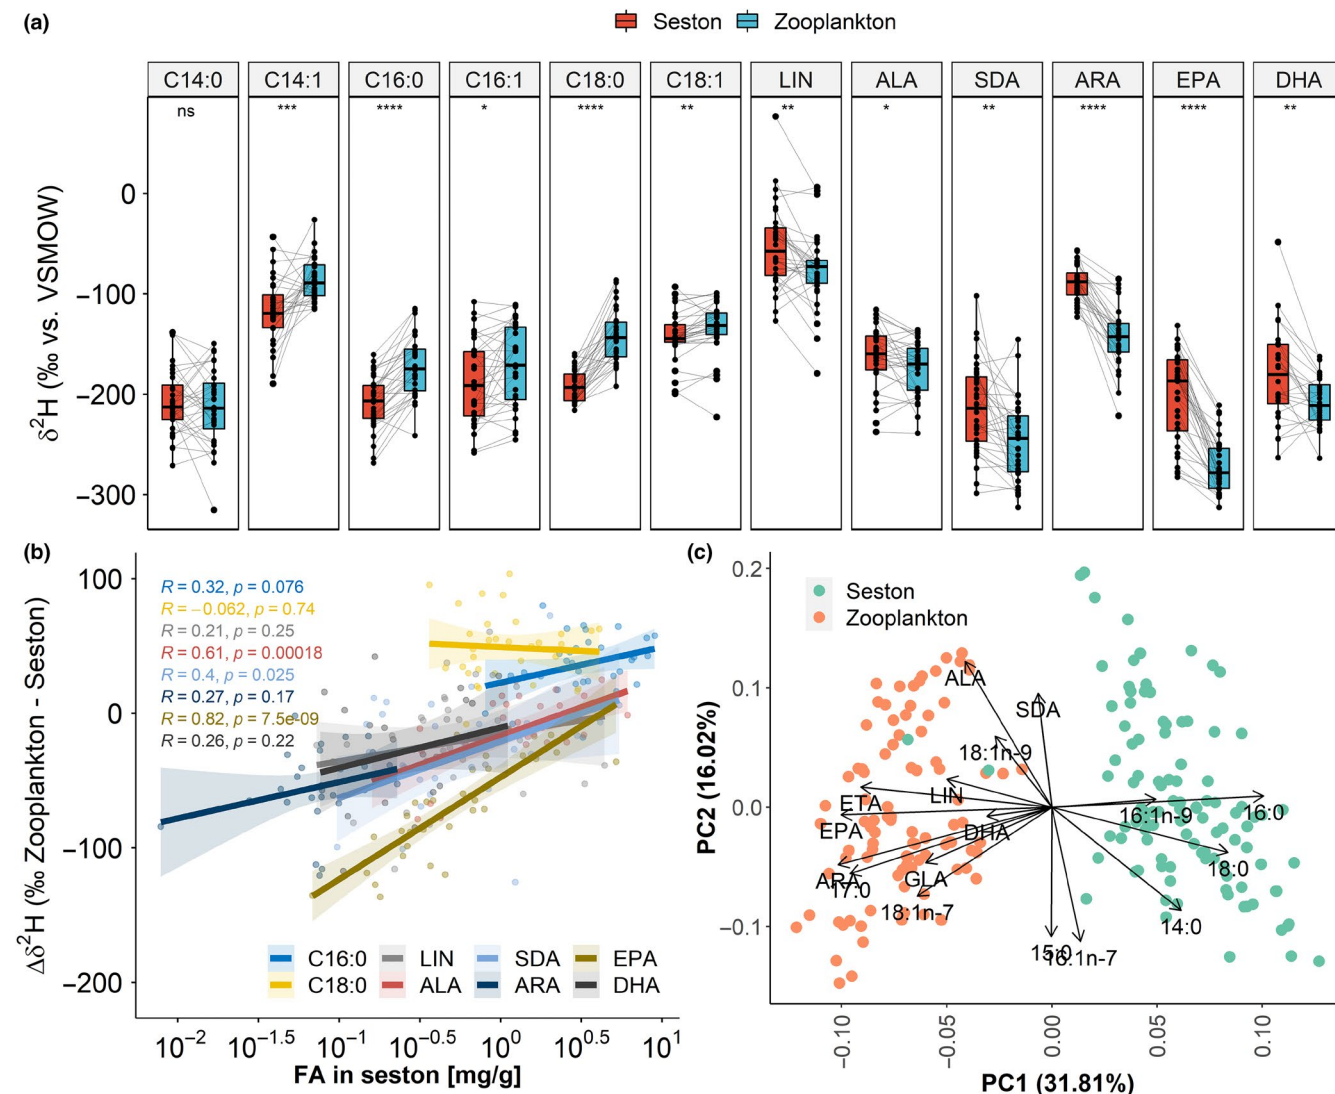 (a)
Seston Zooplankton
C14:0 C14:1 C16:0 C16:1 C18:0 C18:1 LIN ALA SDA ARA EPA DHA
ns *** **** * **** ** ** * ** **** **** **
δ²H (‰ vs. VSMOW)
0
−100
−200
−300
(b)
Δδ²H (‰ Zooplankton - Seston)
100
0
−100
−200
R = 0.32, p = 0.076
R = −0.062, p = 0.74
R = 0.21, p = 0.25
R = 0.61, p = 0.00018
R = 0.4, p = 0.025
R = 0.27, p = 0.17
R = 0.82, p = 7.5e−09
R = 0.26, p = 0.22
C16:0 LIN SDA EPA
C18:0 ALA ARA DHA
10⁻² 10⁻¹·⁵ 10⁻¹ 10⁻⁰·⁵ 10⁰ 10⁰·⁵ 10¹
FA in seston [mg/g]
(c)
PC2 (16.02%)
0.2
0.1
0.0
−0.1
Seston
Zooplankton
ALA
SDA
18:1n-9
LIN
ETA
16:1n-9 16:0
EPA
DHA
18:0
ARA
17:0
GLA
18:1n-7
14:0
15:0
16:1n-7
−0.10 −0.05 0.00 0.05 0.10
PC1 (31.81%)